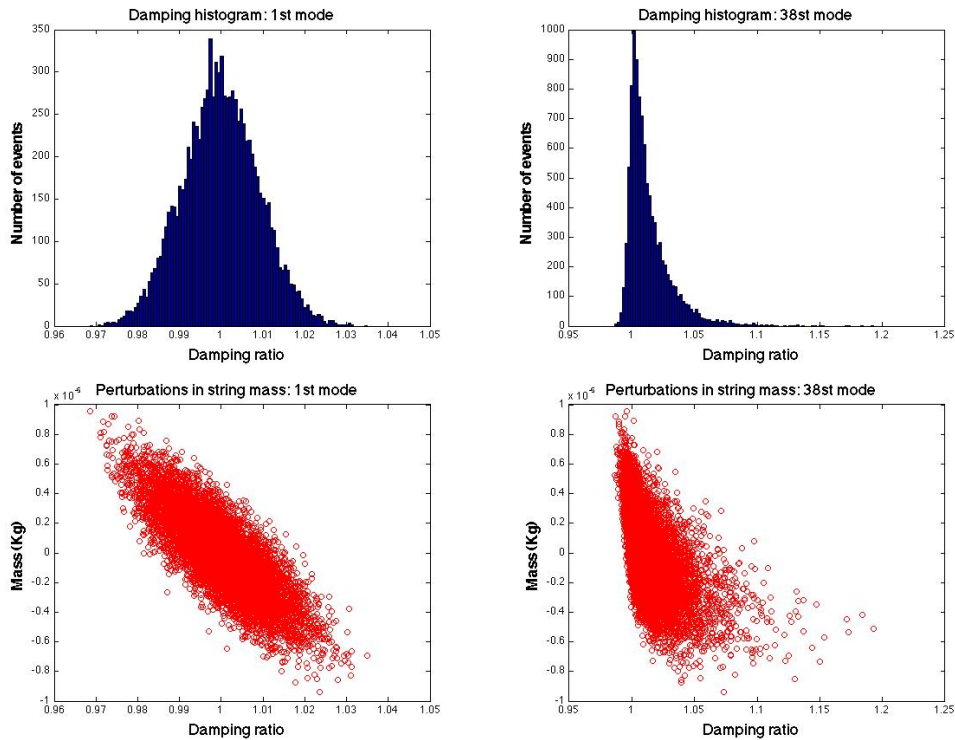 Damping histogram: 1st mode
350
300
250
200
150
100
50
0
Number of events
0.96 0.97 0.98 0.99 1 1.01 1.02 1.03 1.04 1.05
Damping ratio
Damping histogram: 38st mode
1000
900
800
700
600
500
400
300
200
100
0
Number of events
0.95 1 1.05 1.1 1.15 1.2 1.25
Damping ratio
Perturbations in string mass: 1st mode
x 10
1
0.8
0.6
0.4
0.2
0
-0.2
-0.4
-0.6
-0.8
-1
Mass (Kg)
0.96 0.97 0.98 0.99 1 1.01 1.02 1.03 1.04 1.05
Damping ratio
Perturbations in string mass: 38st mode
x 10
1
0.8
0.6
0.4
0.2
0
-0.2
-0.4
-0.6
-0.8
-1
Mass (Kg)
0.95 1 1.05 1.1 1.15 1.2 1.25
Damping ratio